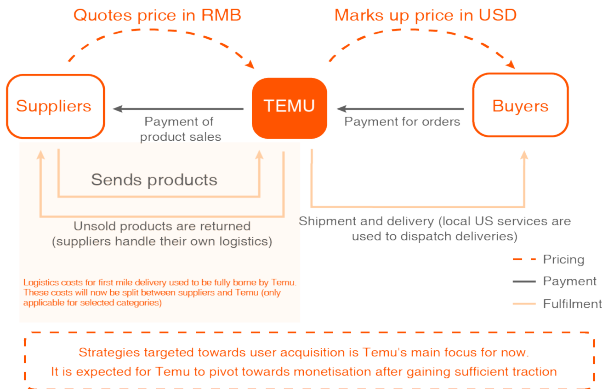 Quotes price in RMB
Marks up price in USD
Suppliers
TEMU
Buyers
Payment of
product sales
Payment for orders
Sends products
Unsold products are returned
(suppliers handle their own logistics)
Shipment and delivery (local US services are
used to dispatch deliveries)
Logistics costs for first mile delivery used to be fully borne by Temu
These costs will now be split between suppliers and Temu (only
applicable for selected categories)
Pricing
Payment
Fulfilment
Strategies targeted towards user acquisition is Temu's main focus for now.
It is expected for Temu to pivot towards monetisation after gaining sufficient traction